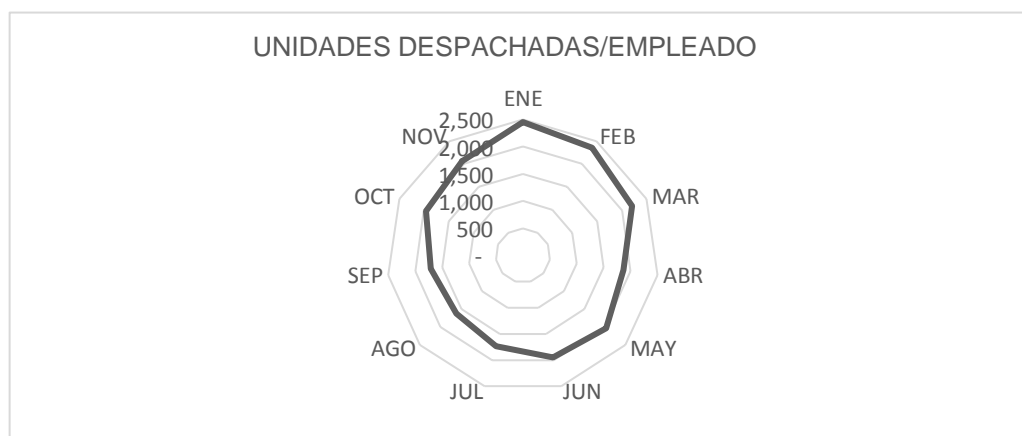 UNIDADES DESPACHADAS/EMPLEADO
ENE
2,500
NOV
FEB
2,000
1,500
OCT
MAR
1,000
500
-
SEP
ABR
AGO
MAY
JUL
JUN